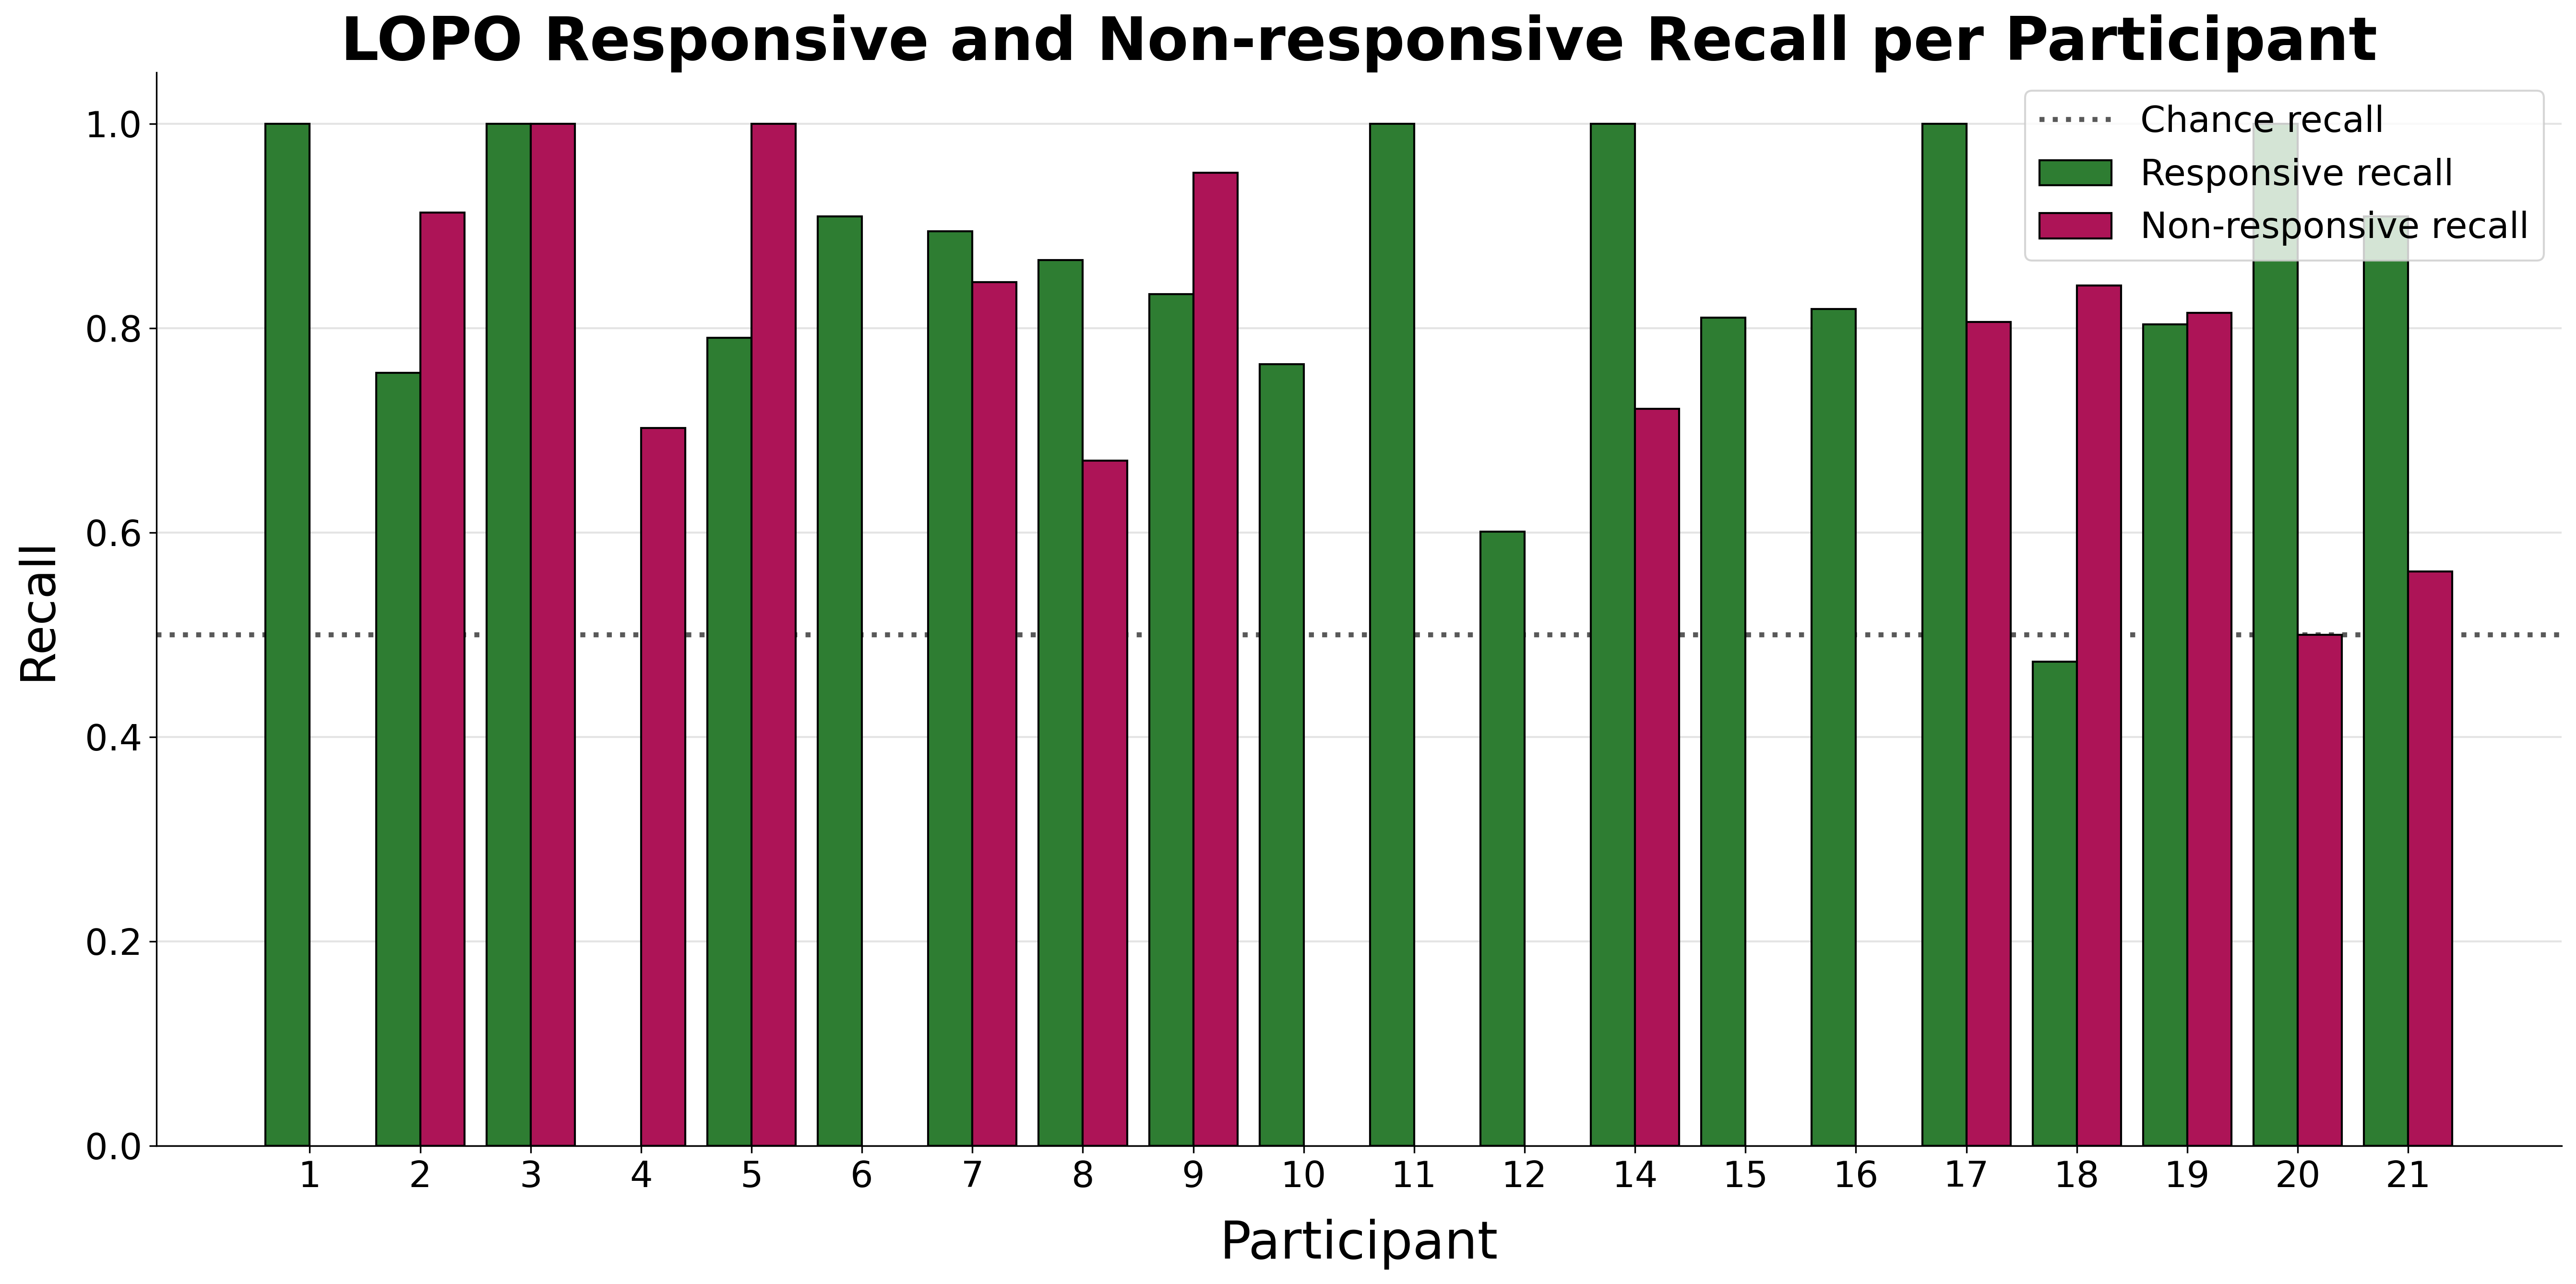 LOPO Responsive and Non-responsive Recall per Participant
Chance recall
Responsive recall
Non-responsive recall
1.0
0.8
0.6
0.4
0.2
0.0
Recall
1 2 3 4 5 6 7 8 9 10 11 12 14 15 16 17 18 19 20 21
Participant